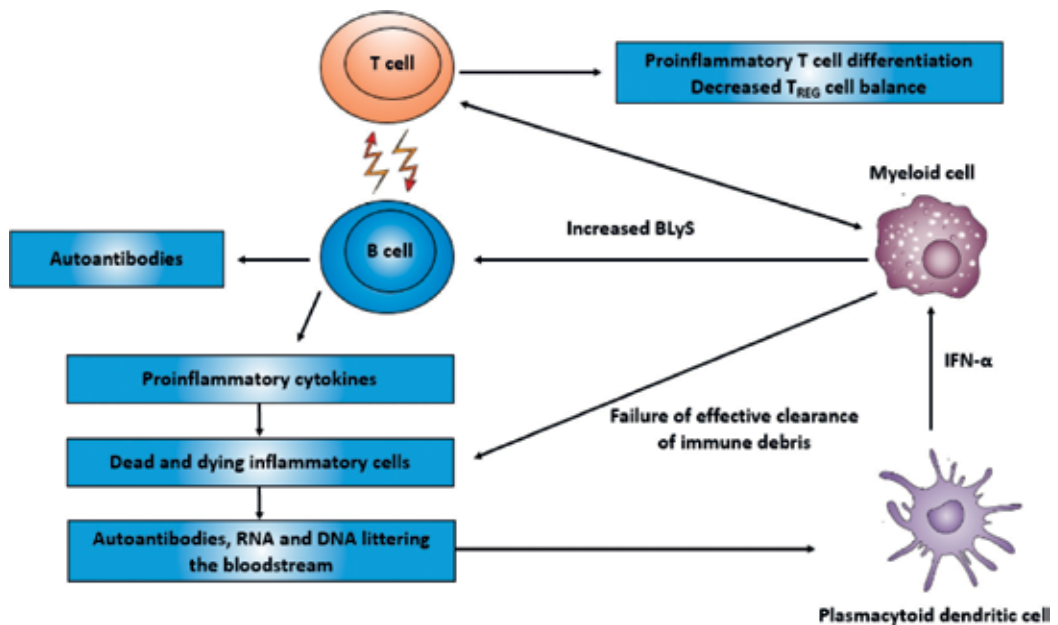 T cell
Proinflammatory T cell differentiation
Decreased TREG cell balance
Myeloid cell
Increased BLyS
B cell
Autoantibodies
IFN-α
Proinflammatory cytokines
Failure of effective clearance
of immune debris
Dead and dying inflammatory cells
Autoantibodies, RNA and DNA littering
the bloodstream
Plasmacytoid dendritic cell